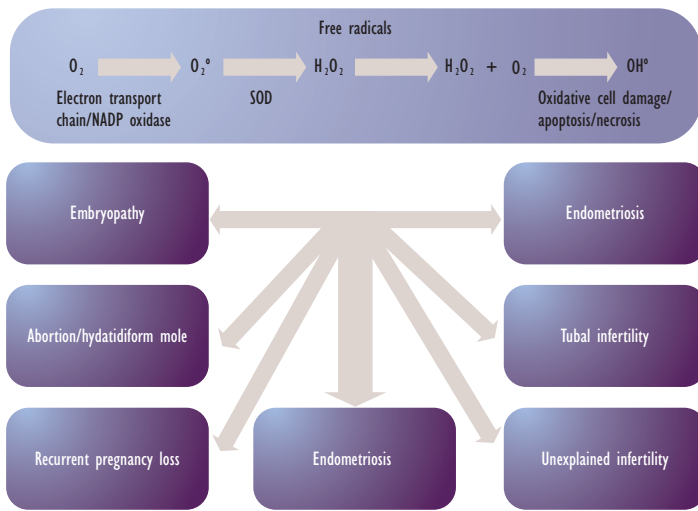 Free radicals
O₂ O₂° H₂O₂ H₂O₂ + O₂ OH°
Electron transport chain/NADP oxidase
SOD
Oxidative cell damage/
apoptosis/necrosis
Embryopathy
Endometriosis
Abortion/hydatidiform mole
Tubal infertility
Recurrent pregnancy loss
Endometriosis
Unexplained infertility